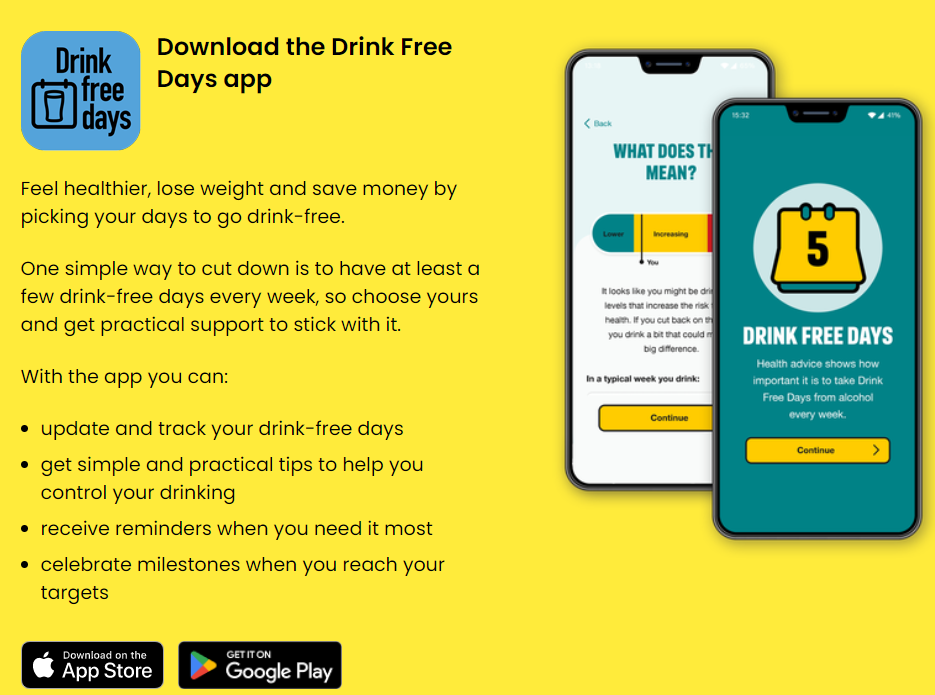 Drink
free
days
Download the Drink Free
Days app
Feel healthier, lose weight and save money by
picking your days to go drink-free.
One simple way to cut down is to have at least a
few drink-free days every week, so choose yours
and get practical support to stick with it.
With the app you can:
update and track your drink-free days
get simple and practical tips to help you
control your drinking
receive reminders when you need it most
celebrate milestones when you reach your
targets
Download on the
App Store
GET IT ON
Google Play
Back
WHAT DOES TH
MEAN?
Lower Increasing
You
It looks like you might be drin
levels that increase the risk
health. If you cut back on th
you drink a bit that could m
big difference.
In a typical week you drink:
Continue
15:32 41%
5
DRINK FREE DAYS
Health advice shows how
important it is to take Drink
Free Days from alcohol
every week.
Continue